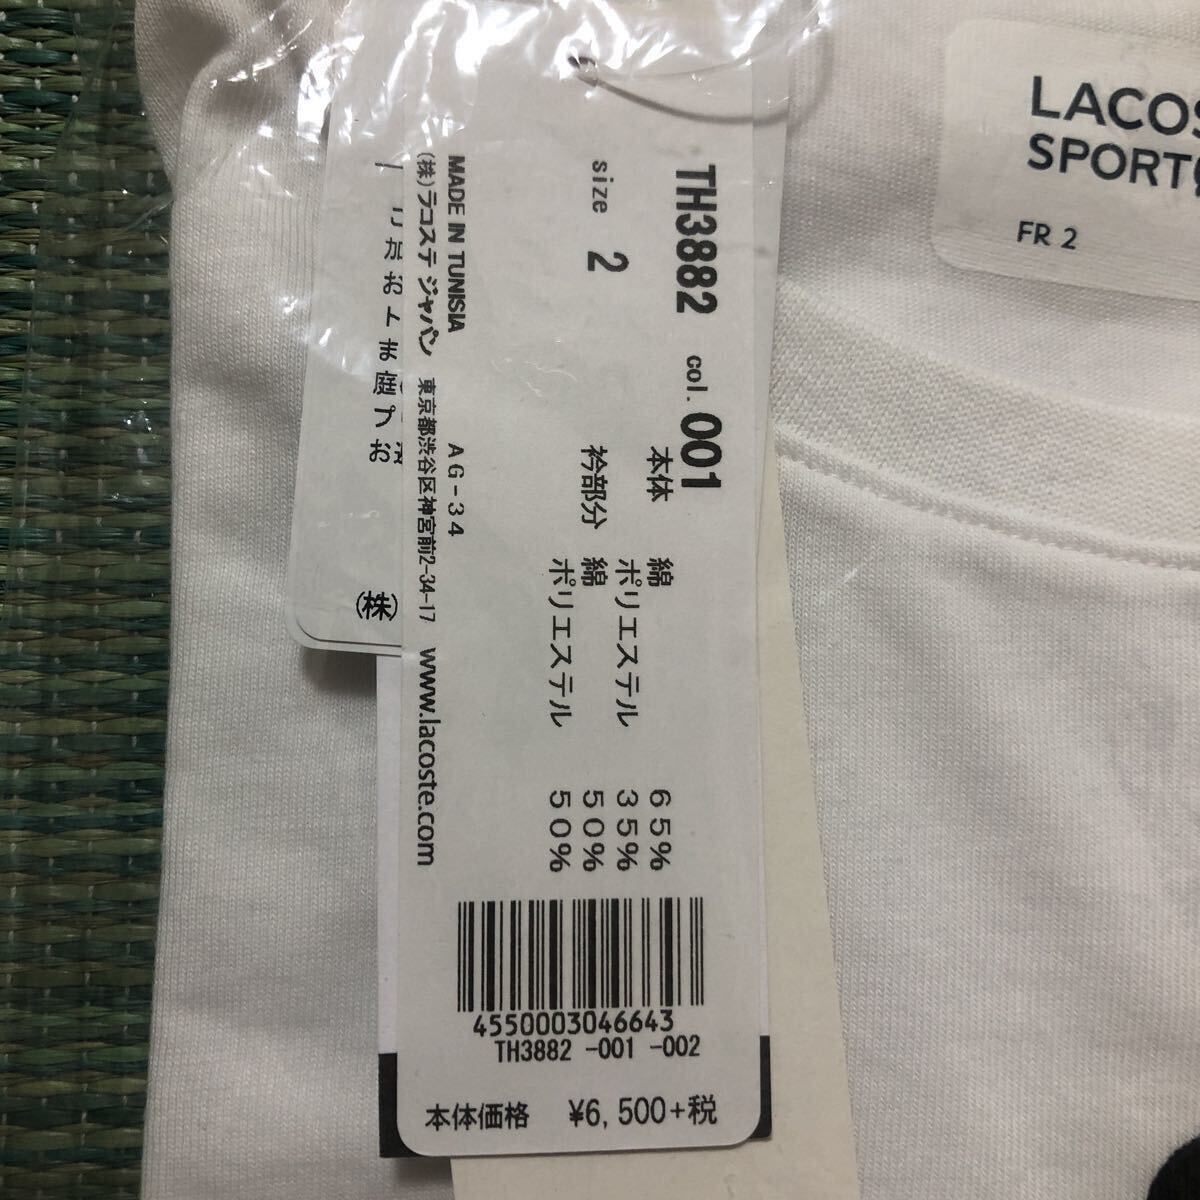 LACOS
SPORT
FR 2
TH3882 col. 001
size 2
本体 綿 65%
ポリエステル 35%
衿部分 綿 50%
ポリエステル 50%
AG-34
MADE IN TUNISIA
(株)ラコステ ジャパン 東京都渋谷区神宮前2-34-17 www.lacoste.com
(株)
4550003046643
TH3882 -001 -002
本体価格 ¥6,500+税